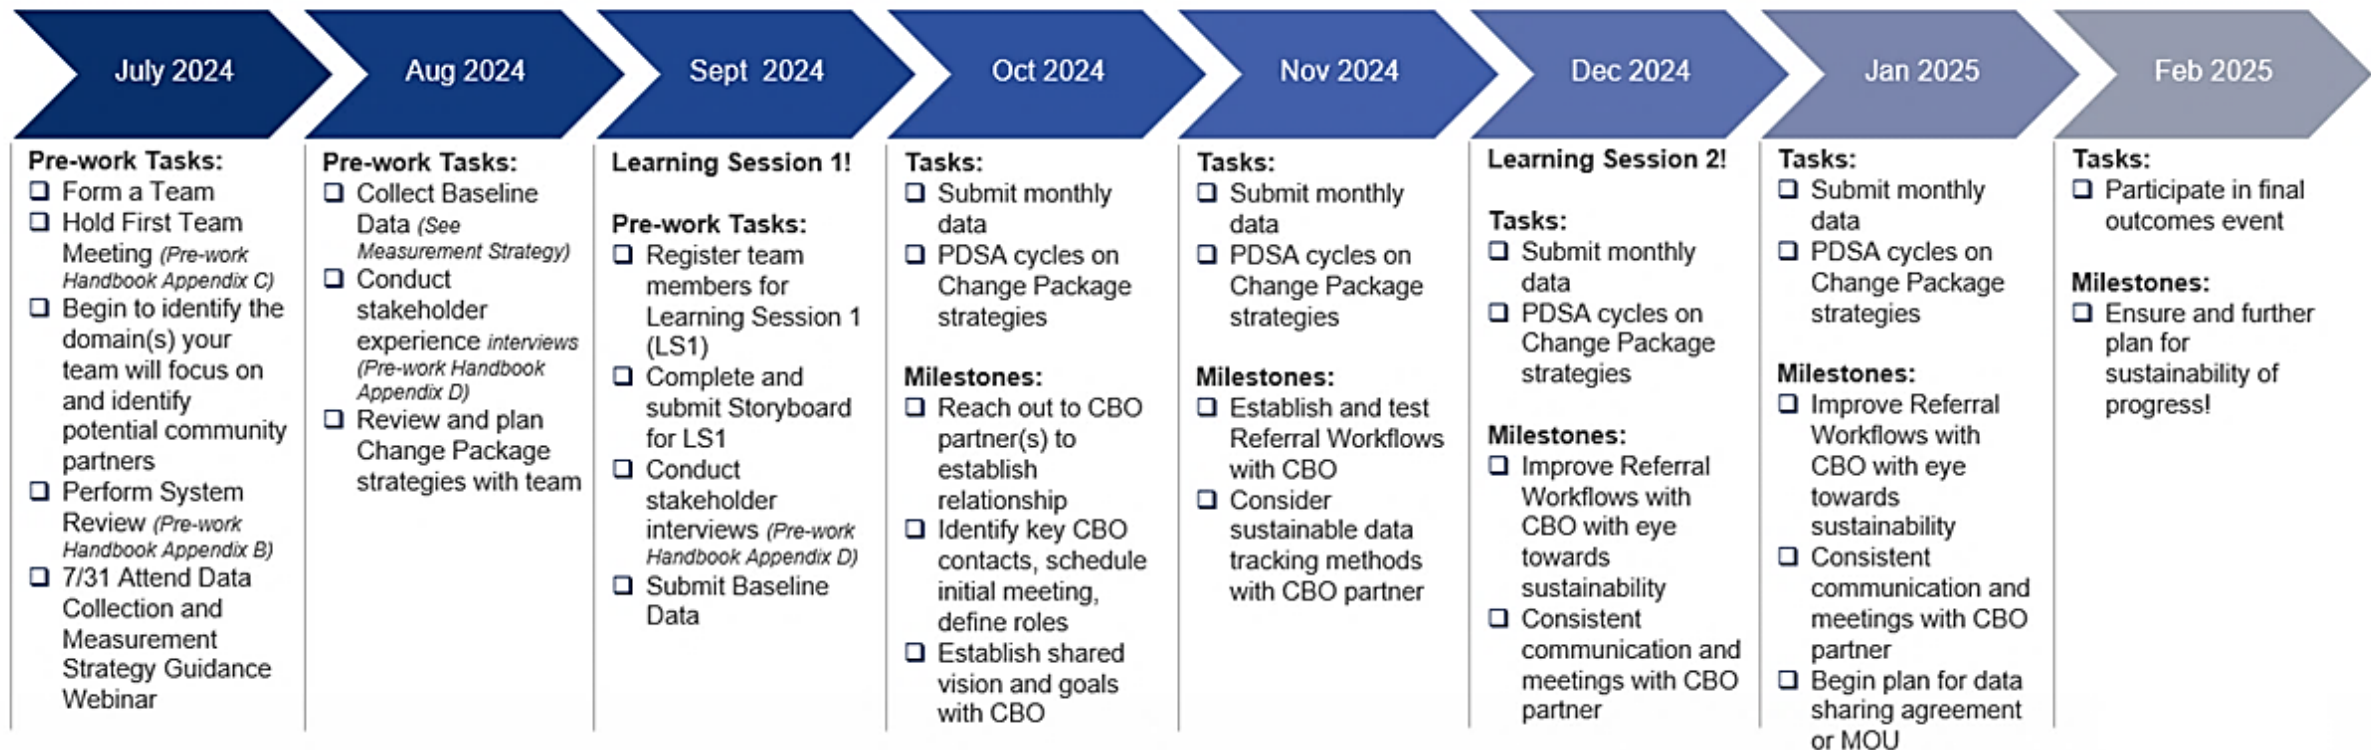 July 2024
Aug 2024
Sept 2024
Oct 2024
Nov 2024
Dec 2024
Jan 2025
Feb 2025
Pre-work Tasks:
Form a Team
Hold First Team
Meeting (Pre-work
Handbook Appendix C)
Begin to identify the
domain(s) your
team will focus on
and identify
potential community
partners
Perform System
Review (Pre-work
Handbook Appendix B)
7/31 Attend Data
Collection and
Measurement
Strategy Guidance
Webinar
Pre-work Tasks:
Collect Baseline
Data (See
Measurement Strategy)
Conduct
stakeholder
experience interviews
(Pre-work Handbook
Appendix D)
Review and plan
Change Package
strategies with team
Learning Session 1!
Pre-work Tasks:
Register team
members for
Learning Session 1
(LS1)
Complete and
submit Storyboard
for LS1
Conduct
stakeholder
interviews (Pre-work
Handbook Appendix D)
Submit Baseline
Data
Tasks:
Submit monthly
data
PDSA cycles on
Change Package
strategies
Milestones:
Reach out to CBO
partner(s) to
establish
relationship
Identify key CBO
contacts, schedule
initial meeting,
define roles
Establish shared
vision and goals
with CBO
Tasks:
Submit monthly
data
PDSA cycles on
Change Package
strategies
Milestones:
Establish and test
Referral Workflows
with CBO
Consider
sustainable data
tracking methods
with CBO partner
Learning Session 2!
Tasks:
Submit monthly
data
PDSA cycles on
Change Package
strategies
Milestones:
Improve Referral
Workflows with
CBO with eye
towards
sustainability
Consistent
communication and
meetings with CBO
partner
Tasks:
Submit monthly
data
PDSA cycles on
Change Package
strategies
Milestones:
Improve Referral
Workflows with
CBO with eye
towards
sustainability
Consistent
communication and
meetings with CBO
partner
Begin plan for data
sharing agreement
or MOU
Tasks:
Participate in final
outcomes event
Milestones:
Ensure and further
plan for
sustainability of
progress!